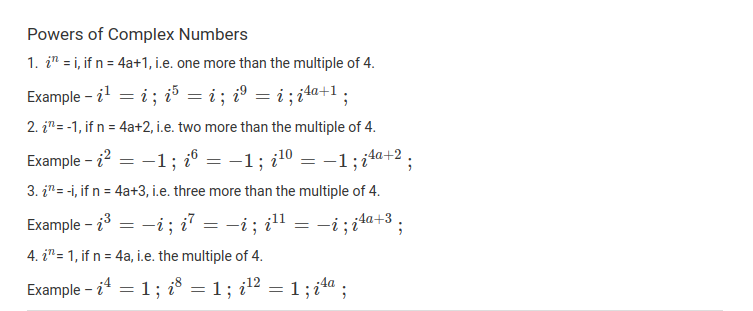 Powers of Complex Numbers
1. iⁿ = i, if n = 4a+1, i.e. one more than the multiple of 4.
Example – i¹ = i ; i⁵ = i ; i⁹ = i ; i⁴ᵃ⁺¹ ;
2. iⁿ= -1, if n = 4a+2, i.e. two more than the multiple of 4.
Example – i² = −1 ; i⁶ = −1 ; i¹⁰ = −1 ; i⁴ᵃ⁺² ;
3. iⁿ= -i, if n = 4a+3, i.e. three more than the multiple of 4.
Example – i³ = −i ; i⁷ = −i ; i¹¹ = −i ; i⁴ᵃ⁺³ ;
4. iⁿ= 1, if n = 4a, i.e. the multiple of 4.
Example – i⁴ = 1 ; i⁸ = 1 ; i¹² = 1 ; i⁴ᵃ ;